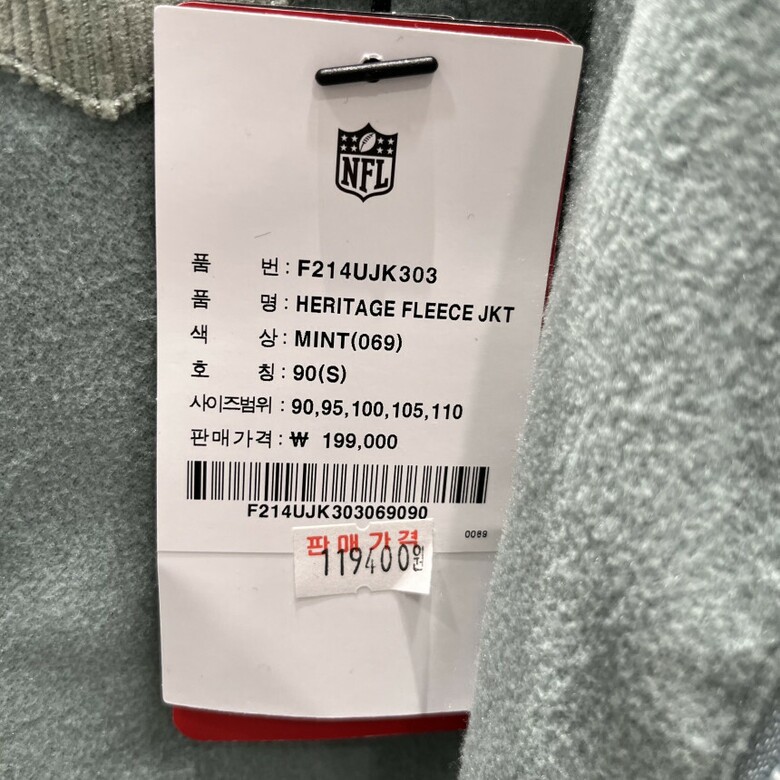 NFL
품 번 : F214UJK303
품 명 : HERITAGE FLEECE JKT
색 상 : MINT(069)
호 칭 : 90(S)
사이즈범위 : 90,95,100,105,110
판매가격 : ₩ 199,000
F214UJK303069090
0089
판매가격
119400원